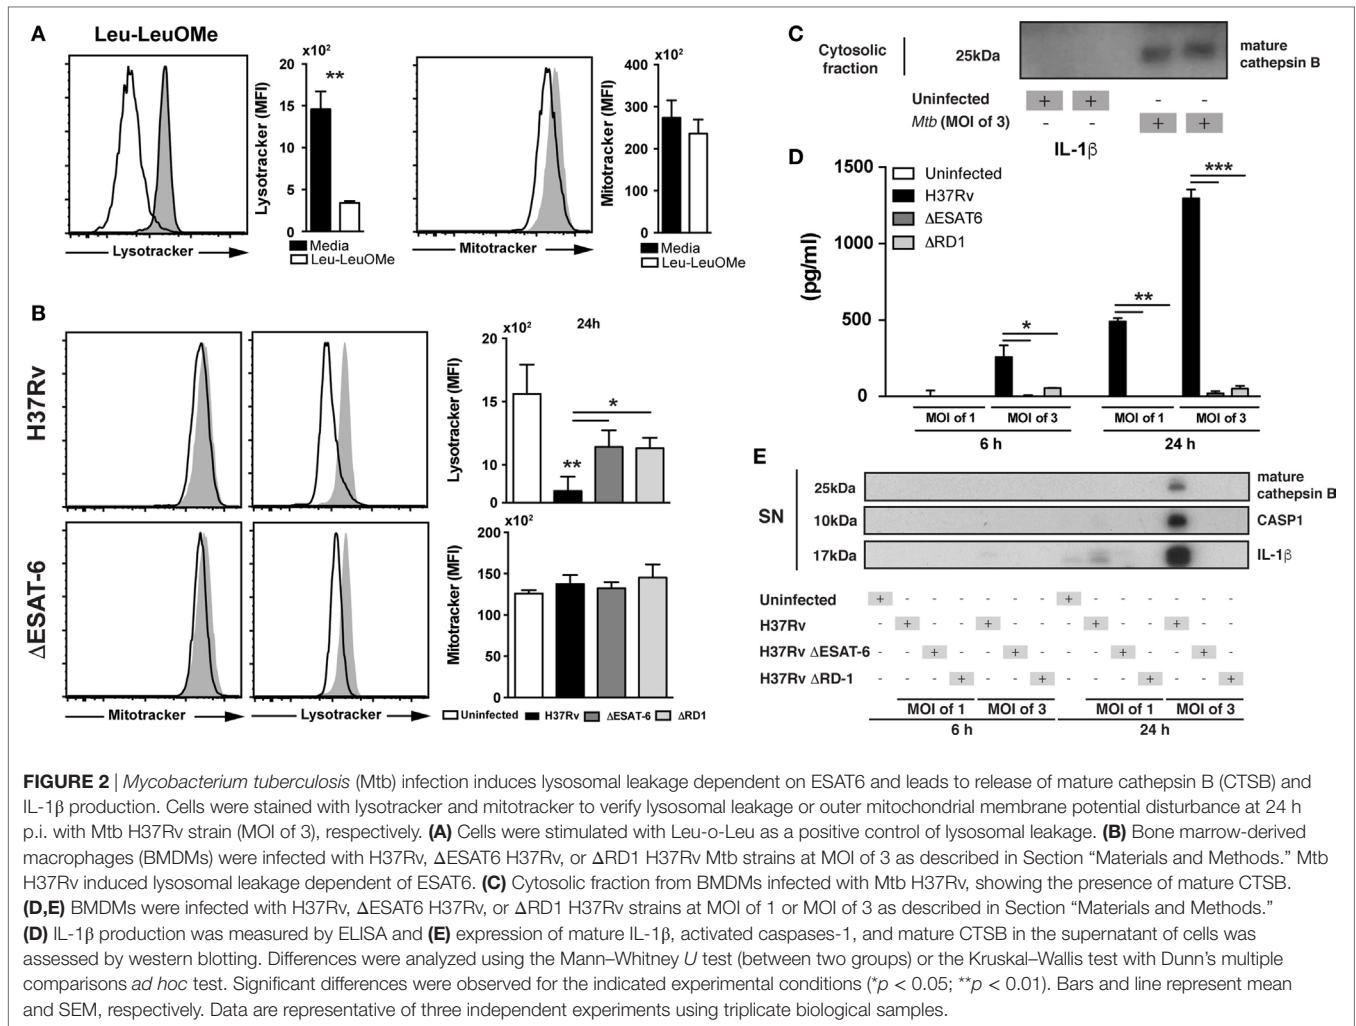 A
Leu-LeuOMe
x10²
20
15
10
5
0
Lysotracker (MFI)
**
Lysotracker
Media
Leu-LeuOMe
x10²
400
300
200
100
0
Mitotracker (MFI)
Mitotracker
Media
Leu-LeuOMe
B
24h
H37Rv
ΔESAT-6
Mitotracker
Lysotracker
x10²
20
15
10
0
Lysotracker (MFI)
**
*
x10²
200
150
100
50
0
Mitotracker (MFI)
Uninfected H37Rv ΔESAT-6 ΔRD1
C
Cytosolic
fraction
25kDa
mature
cathepsin B
Uninfected + + - -
Mtb (MOI of 3) - - + +
D
IL-1β
Uninfected
H37Rv
ΔESAT6
ΔRD1
1500
1000
500
0
(pg/ml)
*
**
***
MOI of 1 MOI of 3 MOI of 1 MOI of 3
6 h 24 h
E
SN
25kDa
mature
cathepsin B
10kDa CASP1
17kDa IL-1β
Uninfected + - - - - - - + - - - - - -
H37Rv - + - - + - - - + - - + - -
H37Rv ΔESAT-6 - - + - - + - - - + - - + -
H37Rv ΔRD-1 - - - + - - + - - - + - - +
MOI of 1 MOI of 3 MOI of 1 MOI of 3
6 h 24 h
FIGURE 2 | Mycobacterium tuberculosis (Mtb) infection induces lysosomal leakage dependent on ESAT6 and leads to release of mature cathepsin B (CTSB) and
IL-1β production. Cells were stained with lysotracker and mitotracker to verify lysosomal leakage or outer mitochondrial membrane potential disturbance at 24 h
p.i. with Mtb H37Rv strain (MOI of 3), respectively. (A) Cells were stimulated with Leu-o-Leu as a positive control of lysosomal leakage. (B) Bone marrow-derived
macrophages (BMDMs) were infected with H37Rv, ΔESAT6 H37Rv, or ΔRD1 H37Rv Mtb strains at MOI of 3 as described in Section “Materials and Methods.” Mtb
H37Rv induced lysosomal leakage dependent of ESAT6. (C) Cytosolic fraction from BMDMs infected with Mtb H37Rv, showing the presence of mature CTSB.
(D,E) BMDMs were infected with H37Rv, ΔESAT6 H37Rv, or ΔRD1 H37Rv strains at MOI of 1 or MOI of 3 as described in Section “Materials and Methods.”
(D) IL-1β production was measured by ELISA and (E) expression of mature IL-1β, activated caspases-1, and mature CTSB in the supernatant of cells was
assessed by western blotting. Differences were analyzed using the Mann–Whitney U test (between two groups) or the Kruskal–Wallis test with Dunn’s multiple
comparisons ad hoc test. Significant differences were observed for the indicated experimental conditions (*p < 0.05; **p < 0.01). Bars and line represent mean
and SEM, respectively. Data are representative of three independent experiments using triplicate biological samples.